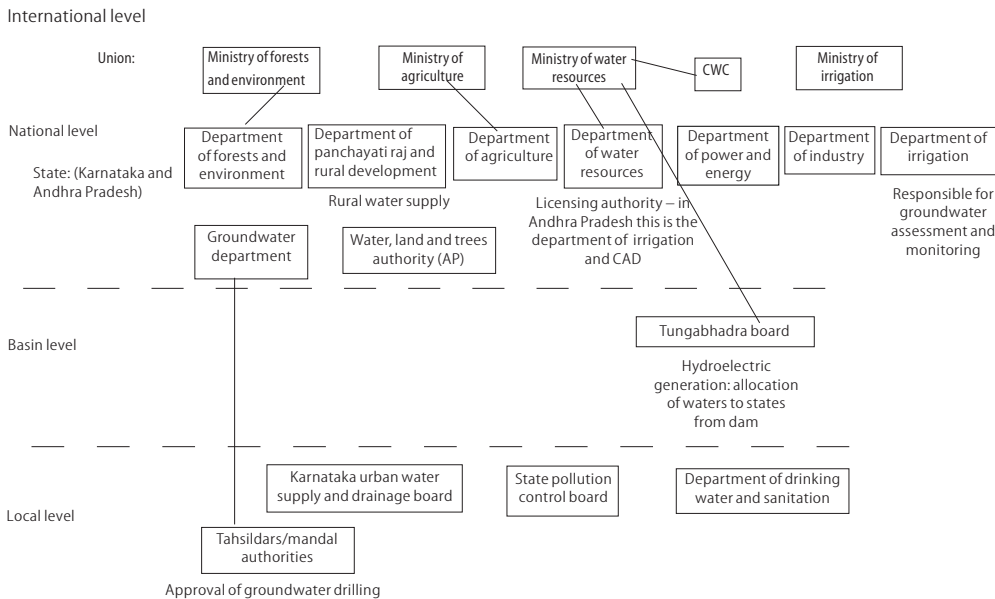 International level
Union:
Ministry of forests
and environment
Ministry of
agriculture
Ministry of water
resources
CWC
Ministry of
irrigation
National level
State: (Karnataka and
Andhra Pradesh)
Department
of forests and
environment
Department of
panchayati raj and
rural development
Rural water supply
Department
of agriculture
Department
of water
resources
Licensing authority – in
Andhra Pradesh this is the
department of irrigation
and CAD
Department
of power and
energy
Department
of industry
Department of
irrigation
Responsible for
groundwater
assessment and
monitoring
Groundwater
department
Water, land and trees
authority (AP)
Basin level
Tungabhadra board
Hydroelectric
generation: allocation
of waters to states
from dam
Local level
Karnataka urban water
supply and drainage board
State pollution
control board
Department of drinking
water and sanitation
Tahsildars/mandal
authorities
Approval of groundwater drilling